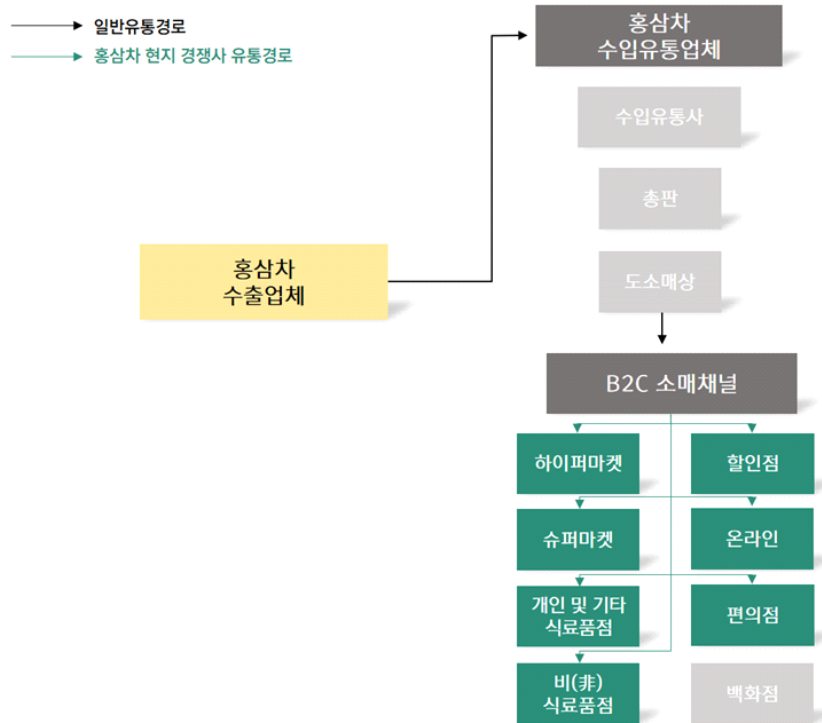 일반유통경로
홍삼차 현지 경쟁사 유통경로
홍삼차
수입유통업체
수입유통사
총판
도소매상
홍삼차
수출업체
B2C 소매채널
하이퍼마켓
할인점
슈퍼마켓
온라인
개인 및 기타
식료품점
편의점
비(非)
식료품점
백화점